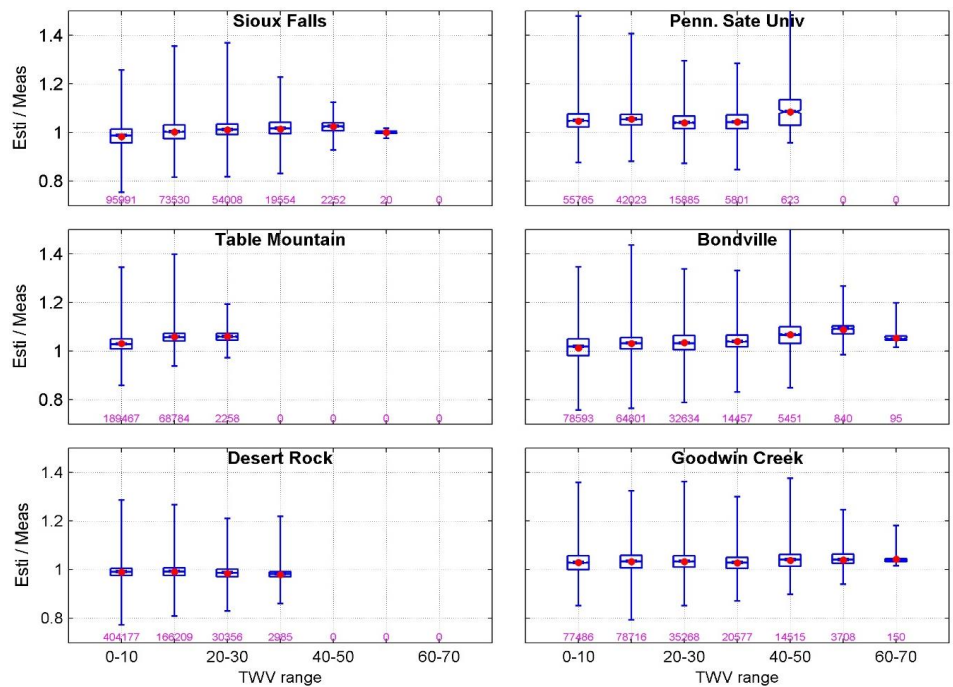 Sioux Falls
Esti / Meas
1.4
1.2
1
0.8
95991 73530 54008 19554 2252 20 0
Penn. Sate Univ
55765 42023 15985 5801 623 0 0
Table Mountain
Esti / Meas
1.4
1.2
1
0.8
189467 68784 2258 0 0 0 0
Bondville
78593 64801 32634 14457 5451 840 95
Desert Rock
Esti / Meas
1.4
1.2
1
0.8
404177 166209 30356 2985 0 0 0
0-10 20-30 40-50 60-70
TWV range
Goodwin Creek
77486 78716 35268 20577 14515 3708 150
0-10 20-30 40-50 60-70
TWV range